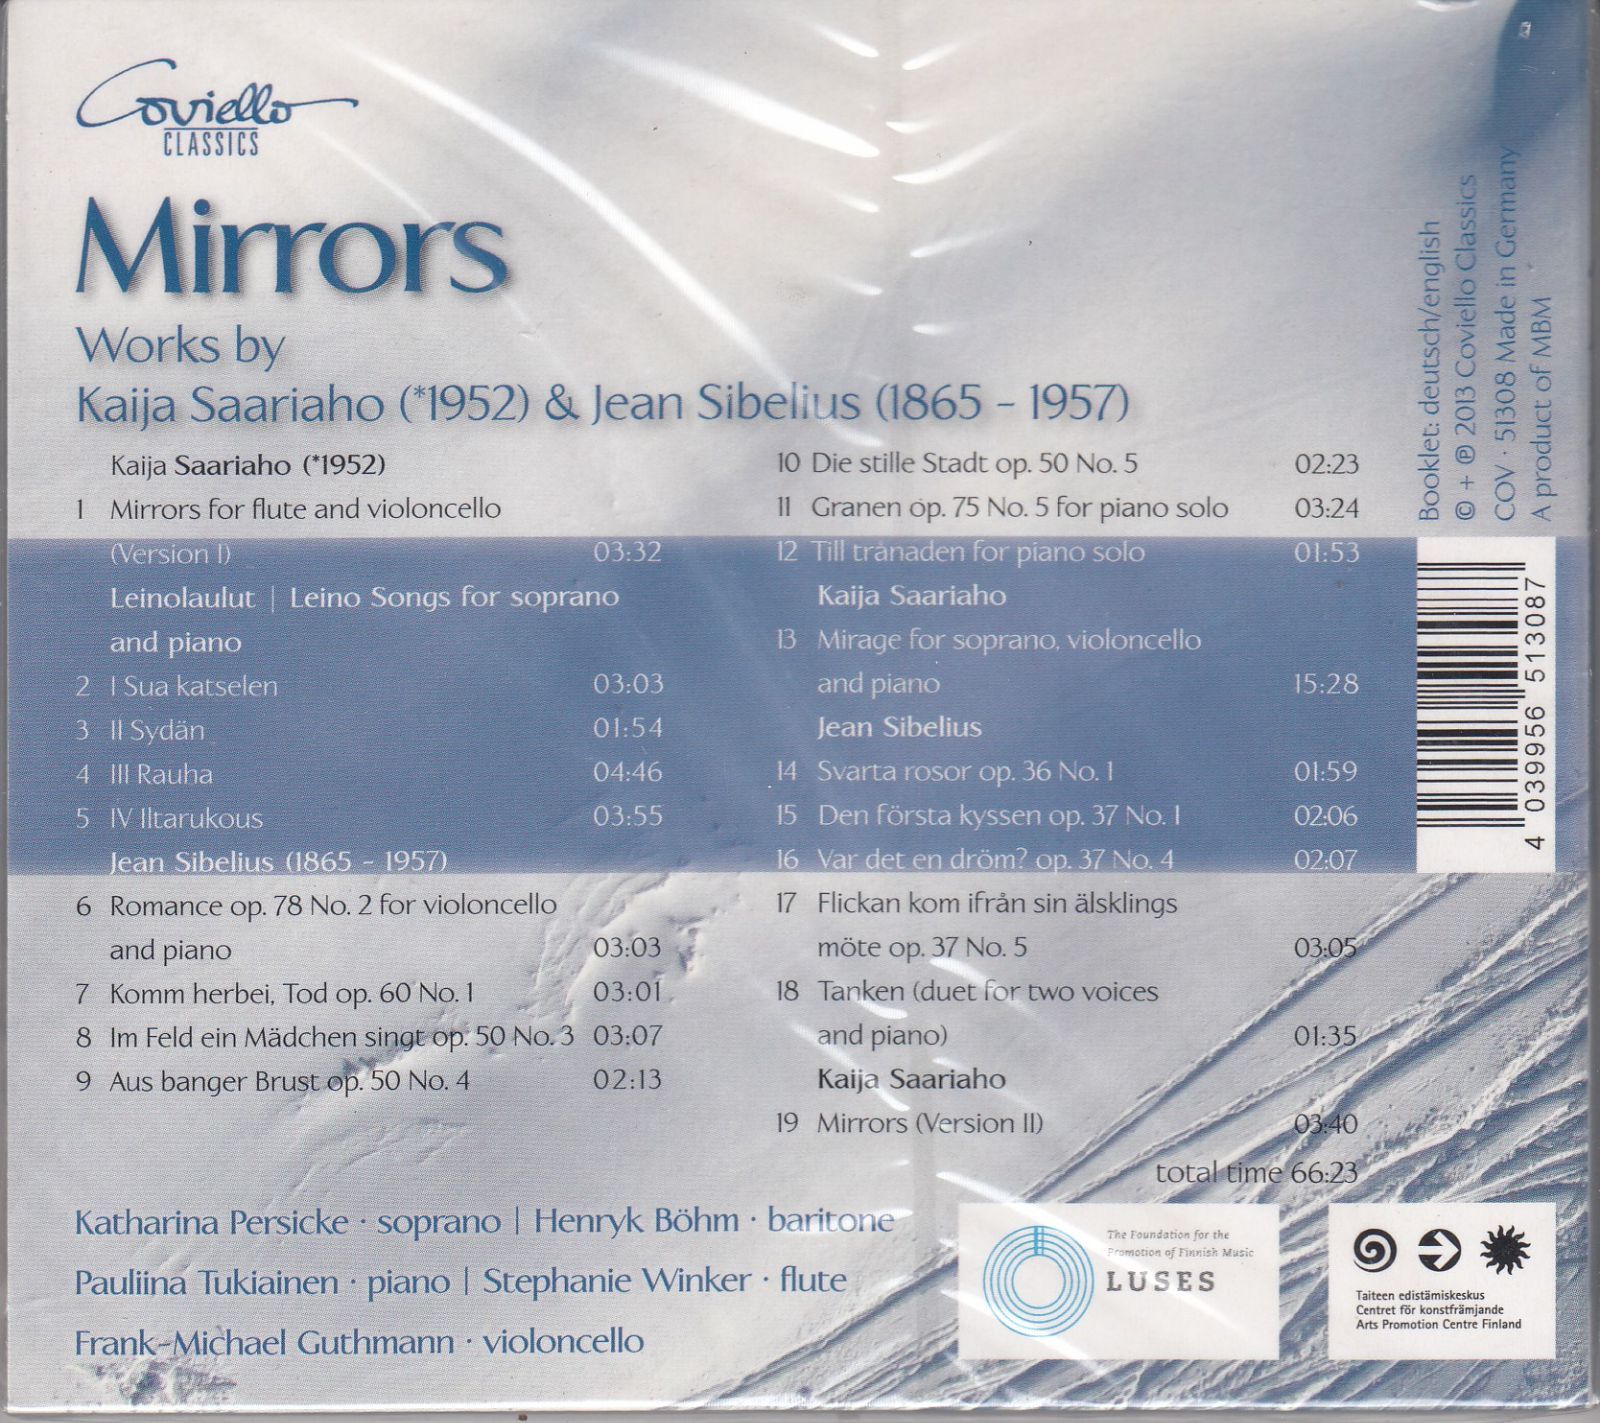 Coviello
CLASSICS
Mirrors
Works by
Kaija Saariaho (*1952) & Jean Sibelius (1865 – 1957)
Kaija Saariaho (*1952)
1 Mirrors for flute and violoncello
(Version I) 03:32
Leinolaulut | Leino Songs for soprano
and piano
2 I Sua katselen 03:03
3 II Sydän 01:54
4 III Rauha 04:46
5 IV Iltarukous 03:55
Jean Sibelius (1865 – 1957)
6 Romance op. 78 No. 2 for violoncello
and piano 03:03
7 Komm herbei, Tod op. 60 No. 1 03:01
8 Im Feld ein Mädchen singt op. 50 No. 3 03:07
9 Aus banger Brust op. 50 No. 4 02:13
10 Die stille Stadt op. 50 No. 5 02:23
11 Granen op. 75 No. 5 for piano solo 03:24
12 Till trånaden for piano solo 01:53
Kaija Saariaho
13 Mirage for soprano, violoncello
and piano 15:28
Jean Sibelius
14 Svarta rosor op. 36 No. 1 01:59
15 Den första kyssen op. 37 No. 1 02:06
16 Var det en dröm? op. 37 No. 4 02:07
17 Flickan kom ifrån sin älsklings
möte op. 37 No. 5 03:05
18 Tanken (duet for two voices
and piano) 01:35
Kaija Saariaho
19 Mirrors (Version II) 03:40
total time 66:23
Katharina Persicke · soprano | Henryk Böhm · baritone
Pauliina Tukiainen · piano | Stephanie Winker · flute
Frank-Michael Guthmann · violoncello
Booklet: deutsch/english
© + ℗ 2013 Coviello Classics
COV · 51308 Made in Germany
A product of MBM
4 039956 513087
The Foundation for the
Promotion of Finnish Music
LUSES
Taiteen edistämiskeskus
Centret för konstfrämjande
Arts Promotion Centre Finland